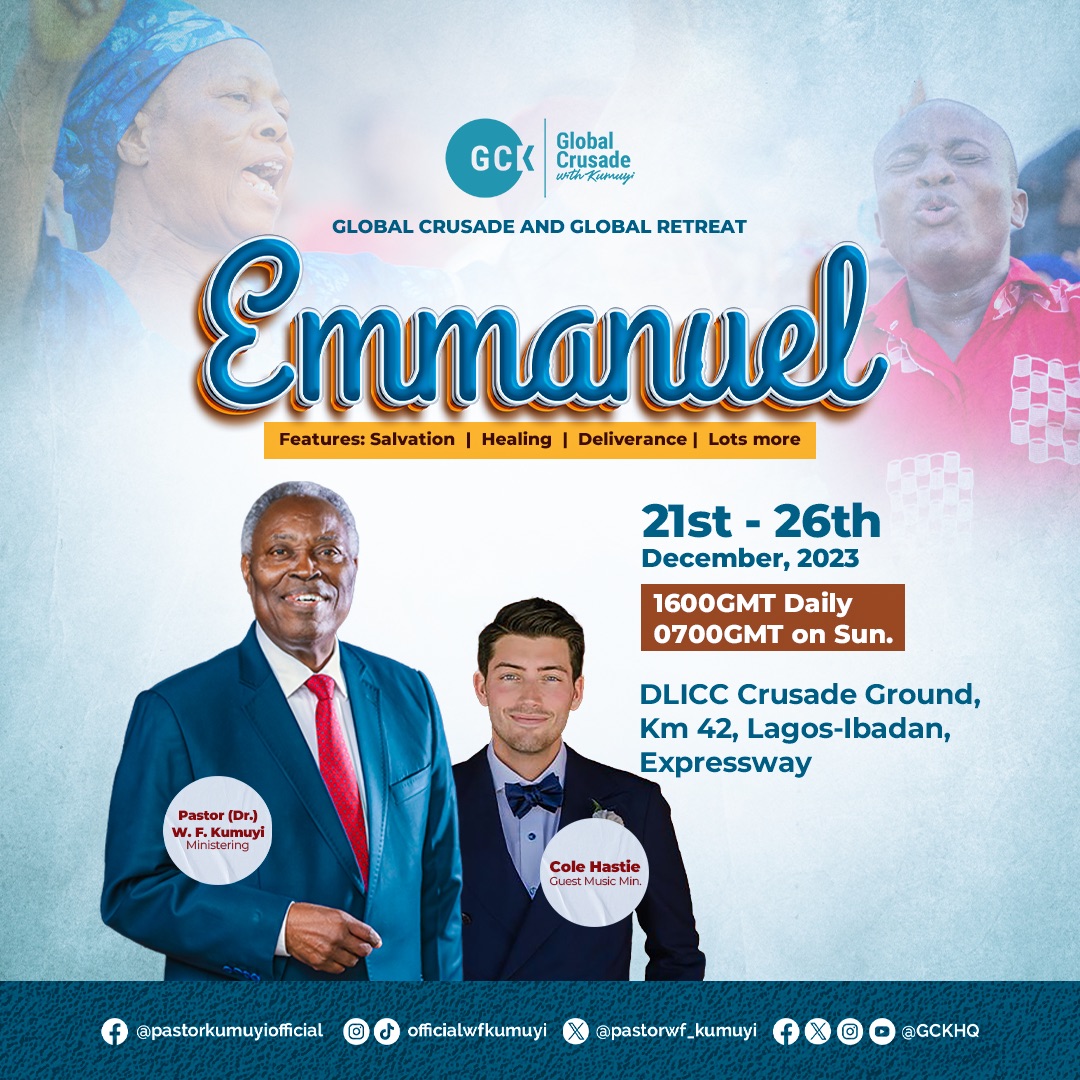 GCK
Global
Crusade
with Kumuyi
GLOBAL CRUSADE AND GLOBAL RETREAT
Emmanuel
Features: Salvation | Healing | Deliverance | Lots more
21st - 26th
December, 2023
1600GMT Daily
0700GMT on Sun.
DLICC Crusade Ground,
Km 42, Lagos-Ibadan,
Expressway
Pastor (Dr.)
W. F. Kumuyi
Ministering
Cole Hastie
Guest Music Min.
@pastorkumuyiofficial officialwfkumuyi @pastorwf_kumuyi @GCKHQ